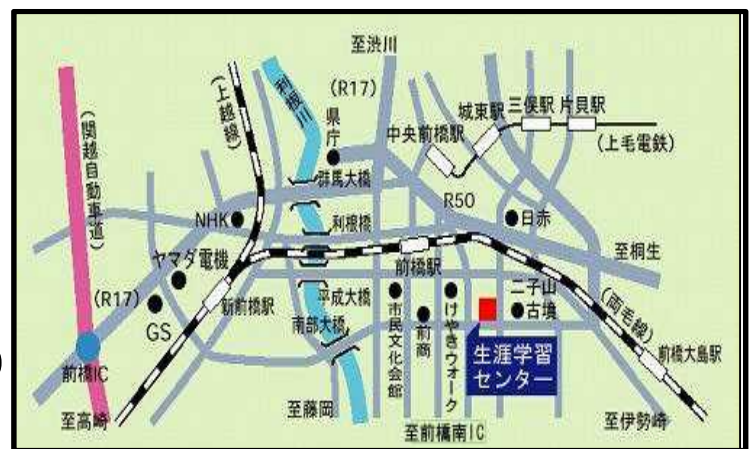 至渋川
(上越線)
利根川
(R17)
県庁
城東駅
三俣駅
片貝駅
中央前橋駅
(上毛電鉄)
(関越自動車道)
群馬大橋
R50
NHK
利根橋
日赤
至桐生
ヤマダ電機
前橋駅
(R17)
新前橋駅
平成大橋
二子山
古墳
(両毛線)
GS
南部大橋
市民文化会館
前商
けやきウォーク
生涯学習
センター
前橋大島駅
前橋IC
至高崎
至藤岡
至前橋南IC
至伊勢崎
)